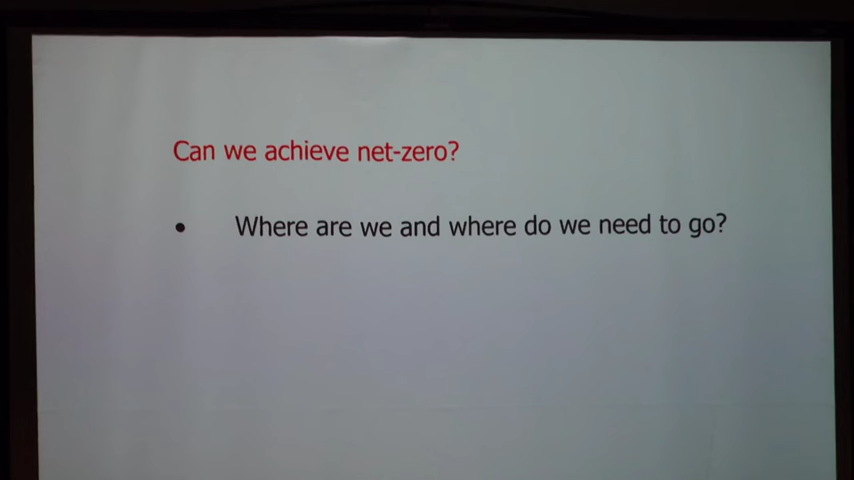 Can we achieve net-zero?
• Where are we and where do we need to go?